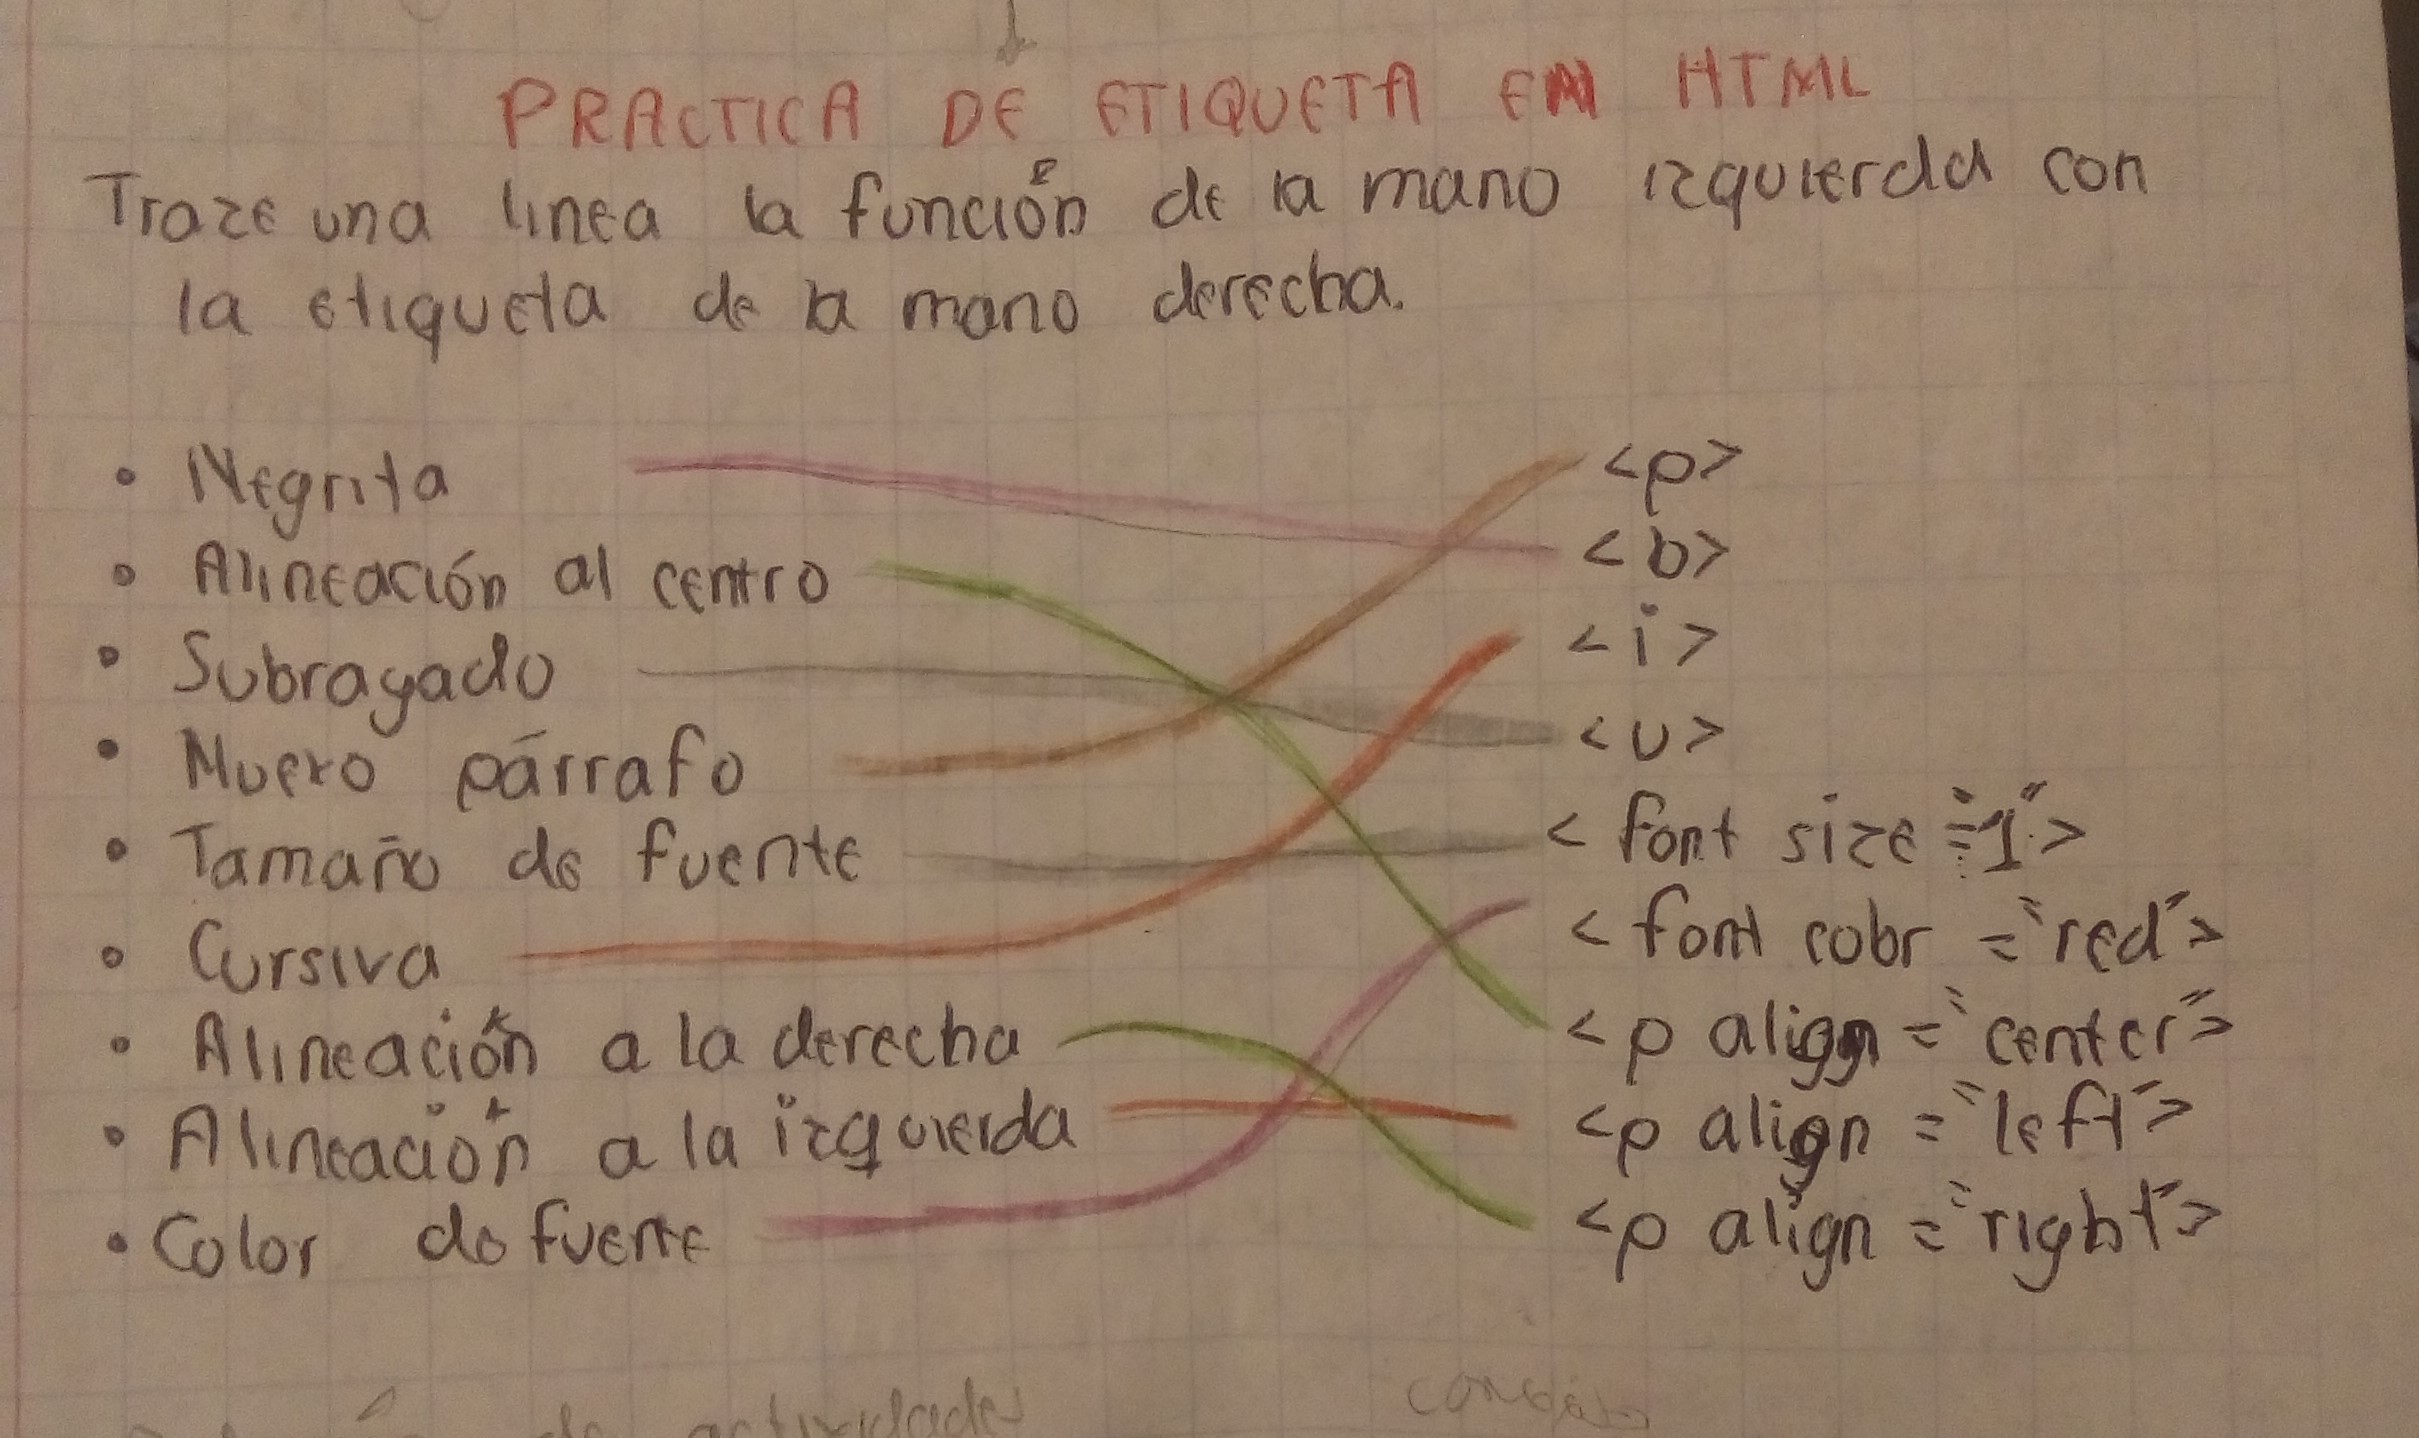 PRACTICA DE ETIQUETA EN HTML
Traze una linea la función de la mano izquierda con
la etiqueta de la mano derecha.
• Negrita <p>
• Alineación al centro <b>
• Subrayado <i>
• Nuevo párrafo <u>
• Tamaño de fuente <font size ="1">
• Cursiva <font color ="red">
• Alineación a la derecha <p align ="center">
• Alineación a la izquierda <p align ="left">
• Color de fuente <p align ="right">
de actividades